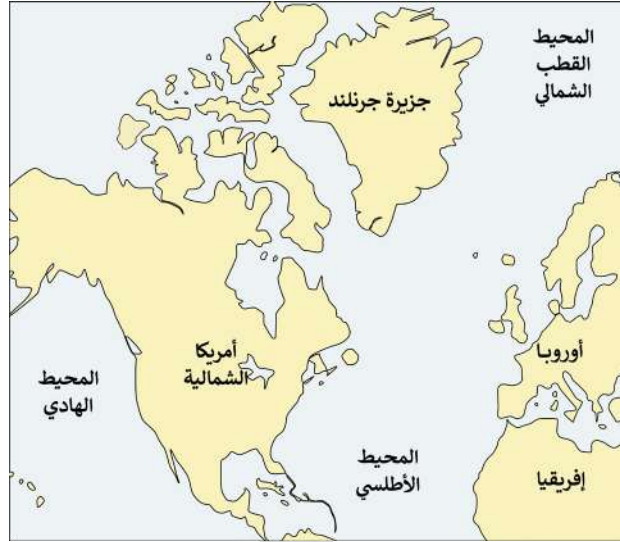 المحيط
القطب
الشمالي
جزيرة جرنلند
أمريكا
الشمالية
أوروبا
المحيط
الهادي
المحيط
الأطلسي
إفريقيا